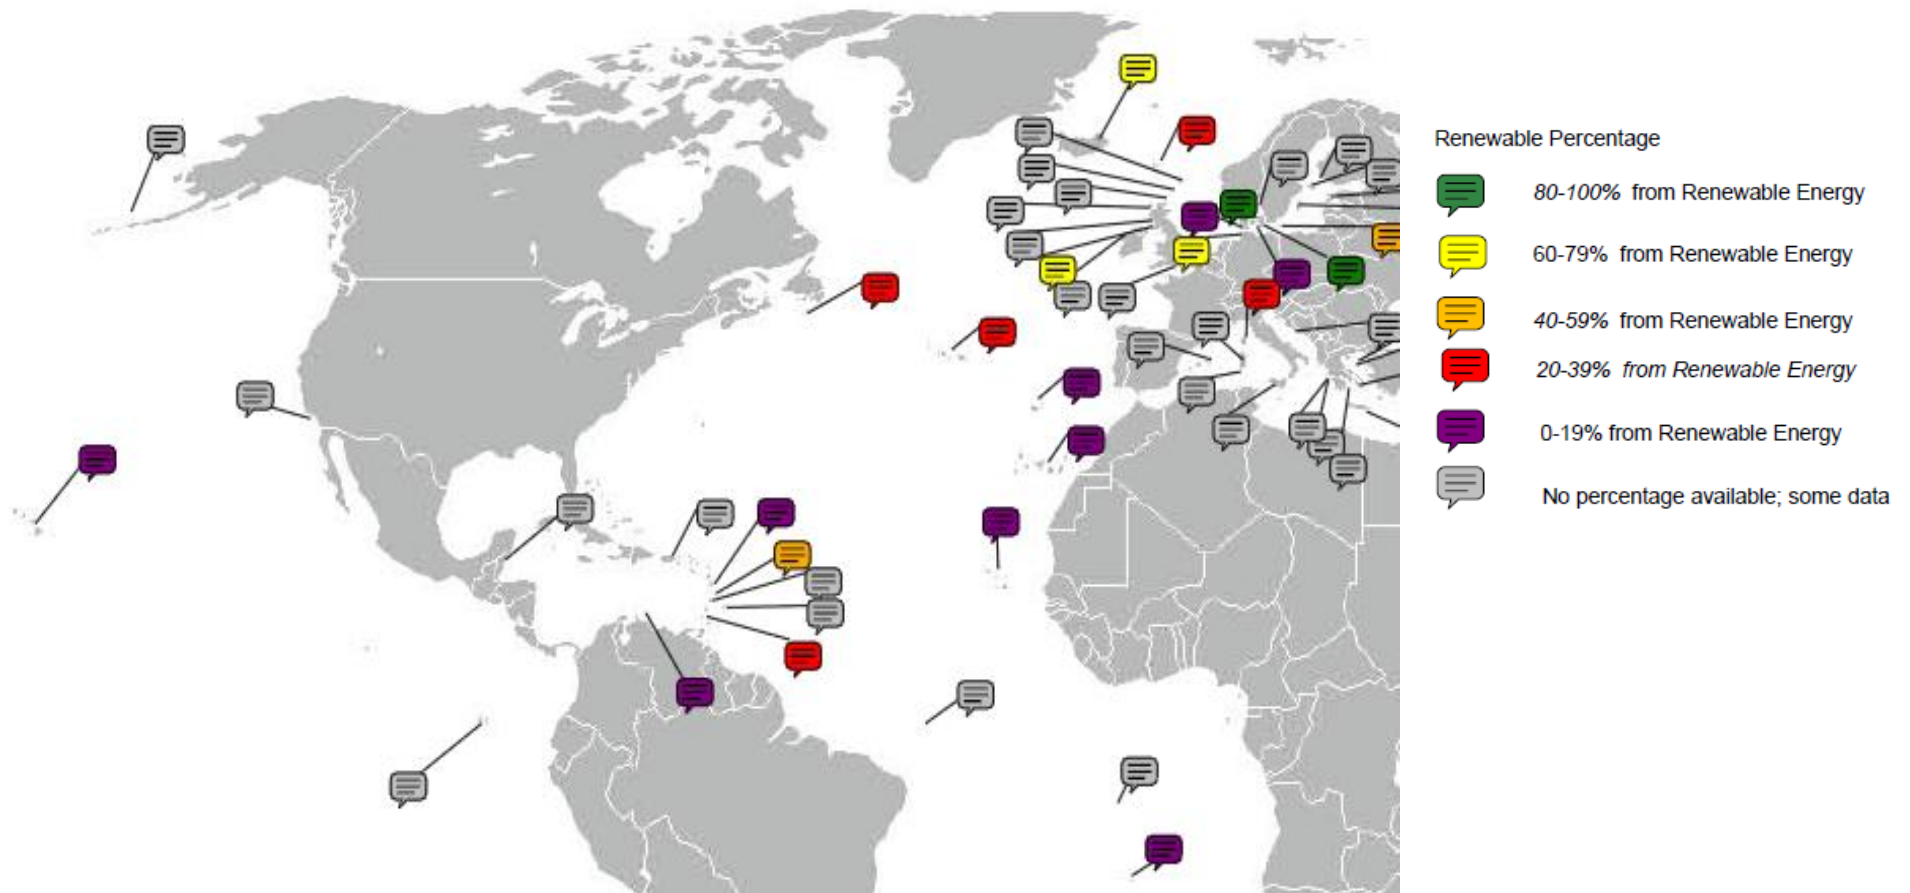 Renewable Percentage
80-100% from Renewable Energy
60-79% from Renewable Energy
40-59% from Renewable Energy
20-39% from Renewable Energy
0-19% from Renewable Energy
No percentage available; some data